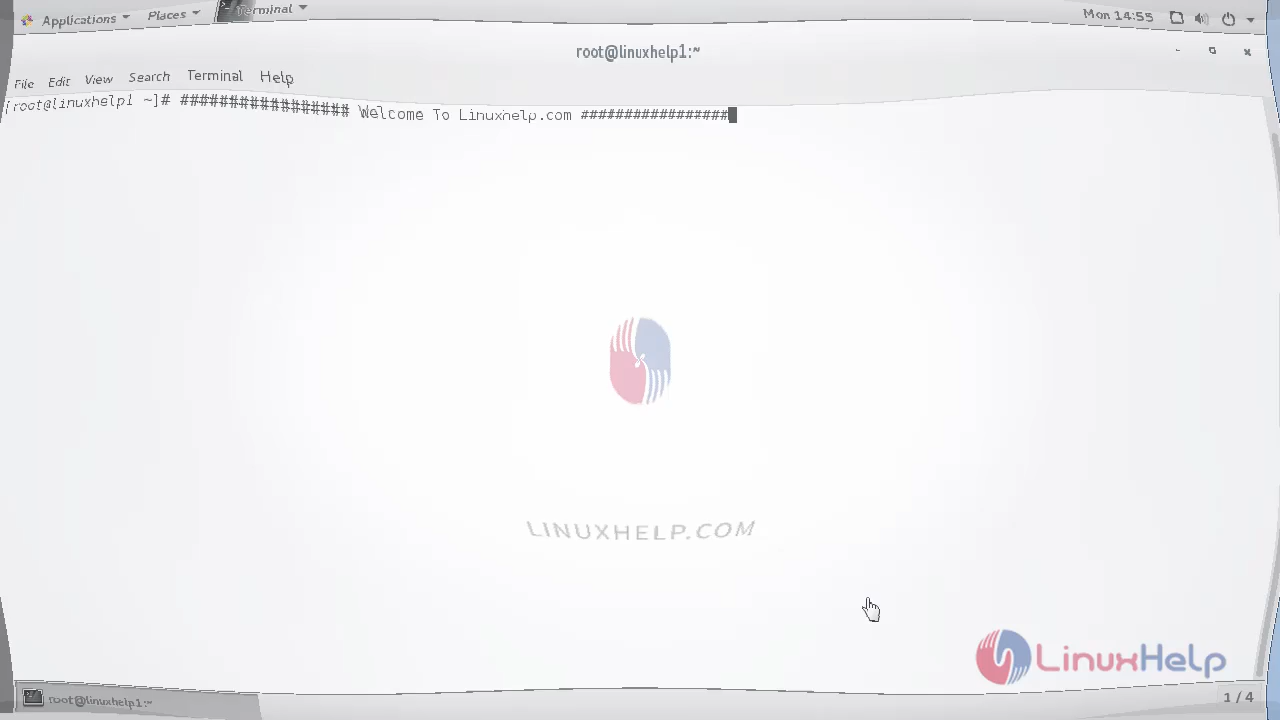 Applications Places Terminal Mon 14:55
root@linuxhelp1:~
File Edit View Search Terminal Help
[root@linuxhelp1 ~]# ################# Welcome To Linuxhelp.com #################
LINUXHELP.COM
LinuxHelp
root@linuxhelp1:~ 1 / 4